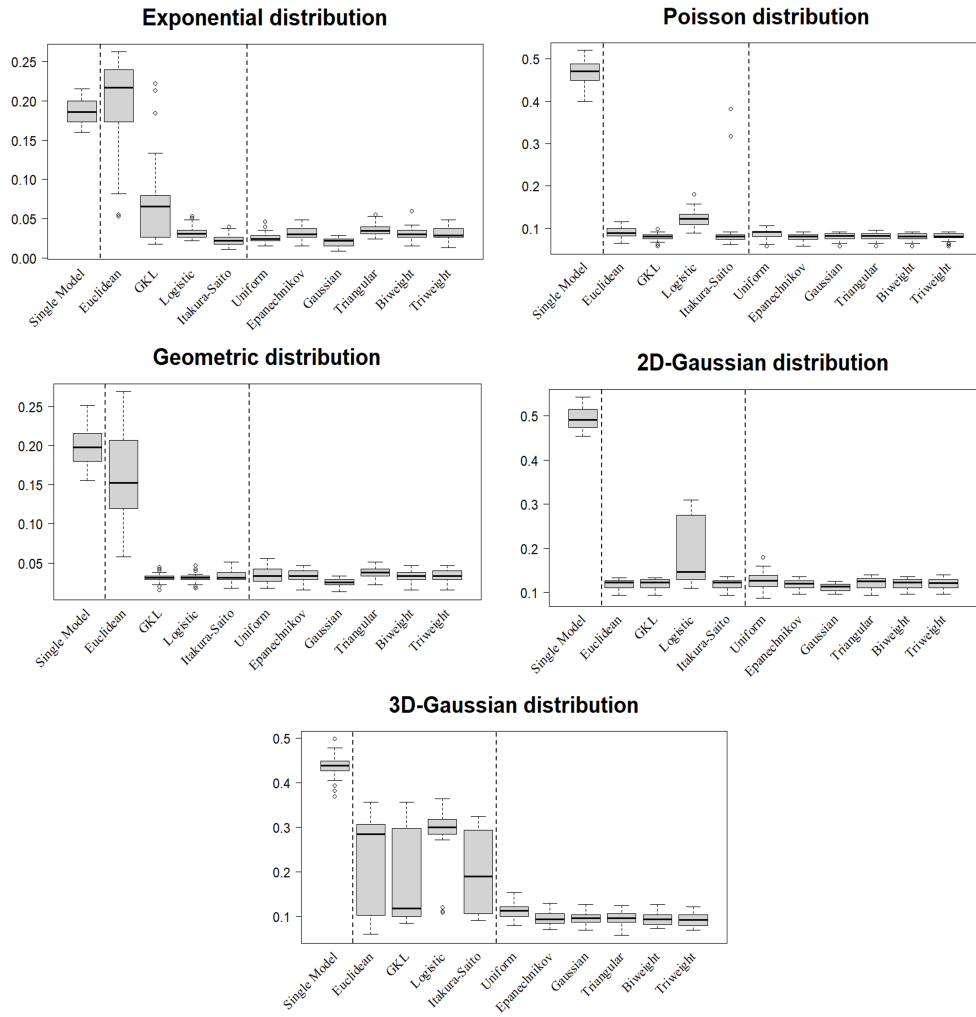 Exponential distribution
0.25
0.20
0.15
0.10
0.05
0.00
Single Model
Euclidean
GKL
Logistic
Itakura-Saito
Uniform
Epanechnikov
Gaussian
Triangular
Biweight
Triweight
Poisson distribution
0.5
0.4
0.3
0.2
0.1
Single Model
Euclidean
GKL
Logistic
Itakura-Saito
Uniform
Epanechnikov
Gaussian
Triangular
Biweight
Triweight
Geometric distribution
0.25
0.20
0.15
0.10
0.05
Single Model
Euclidean
GKL
Logistic
Itakura-Saito
Uniform
Epanechnikov
Gaussian
Triangular
Biweight
Triweight
2D-Gaussian distribution
0.5
0.4
0.3
0.2
0.1
Single Model
Euclidean
GKL
Logistic
Itakura-Saito
Uniform
Epanechnikov
Gaussian
Triangular
Biweight
Triweight
3D-Gaussian distribution
0.5
0.4
0.3
0.2
0.1
Single Model
Euclidean
GKL
Logistic
Itakura-Saito
Uniform
Epanechnikov
Gaussian
Triangular
Biweight
Triweight